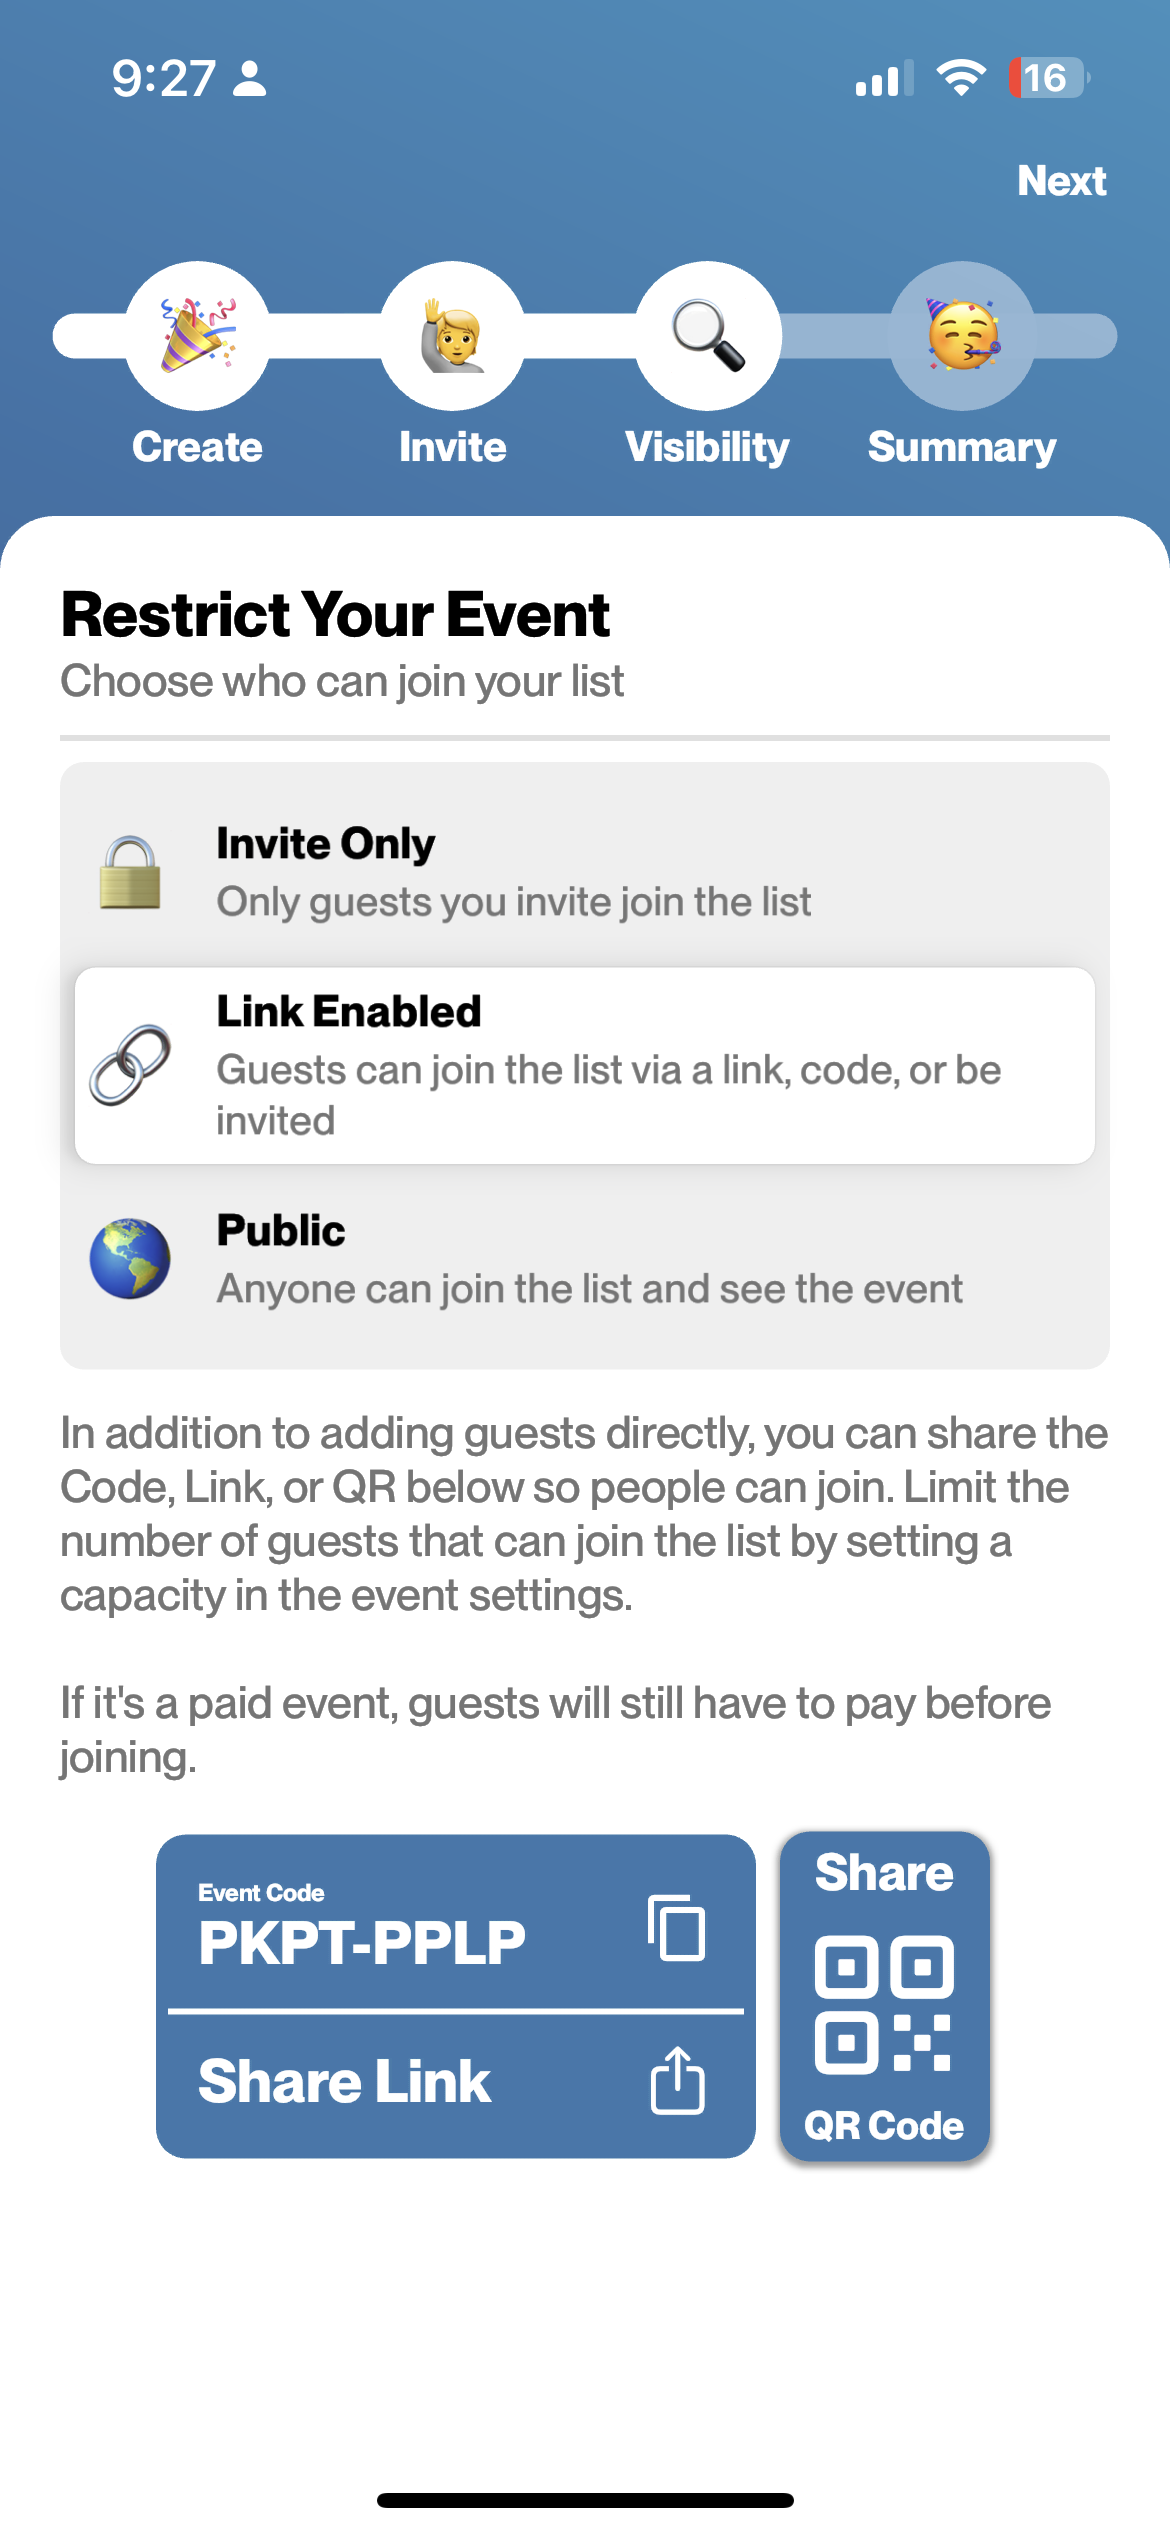 9:27
16
Next
Create
Invite
Visibility
Summary
Restrict Your Event
Choose who can join your list
Invite Only
Only guests you invite join the list
Link Enabled
Guests can join the list via a link, code, or be
invited
Public
Anyone can join the list and see the event
In addition to adding guests directly, you can share the
Code, Link, or QR below so people can join. Limit the
number of guests that can join the list by setting a
capacity in the event settings.
If it's a paid event, guests will still have to pay before
joining.
Event Code
PKPT-PPLP
Share Link
Share
QR Code